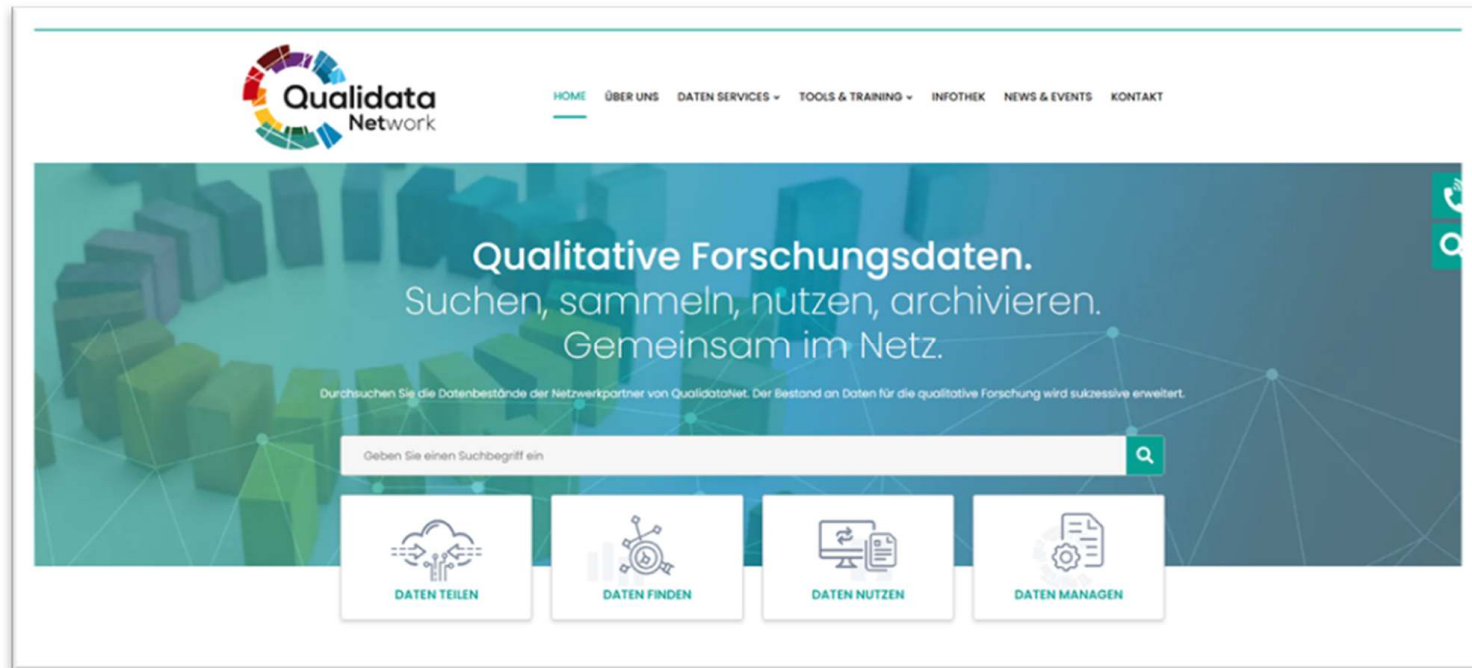 Qualidata
Network
HOME ÜBER UNS DATEN SERVICES TOOLS & TRAINING INFOTHEK NEWS & EVENTS KONTAKT
Qualitative Forschungsdaten.
Suchen, sammeln, nutzen, archivieren.
Gemeinsam im Netz.
Durchsuchen Sie die Datenbestände der Netzwerkpartner von QualidataNet. Der Bestand an Daten für die qualitative Forschung wird sukzessive erweitert.
Geben Sie einen Suchbegriff ein
DATEN TEILEN DATEN FINDEN DATEN NUTZEN DATEN MANAGEN